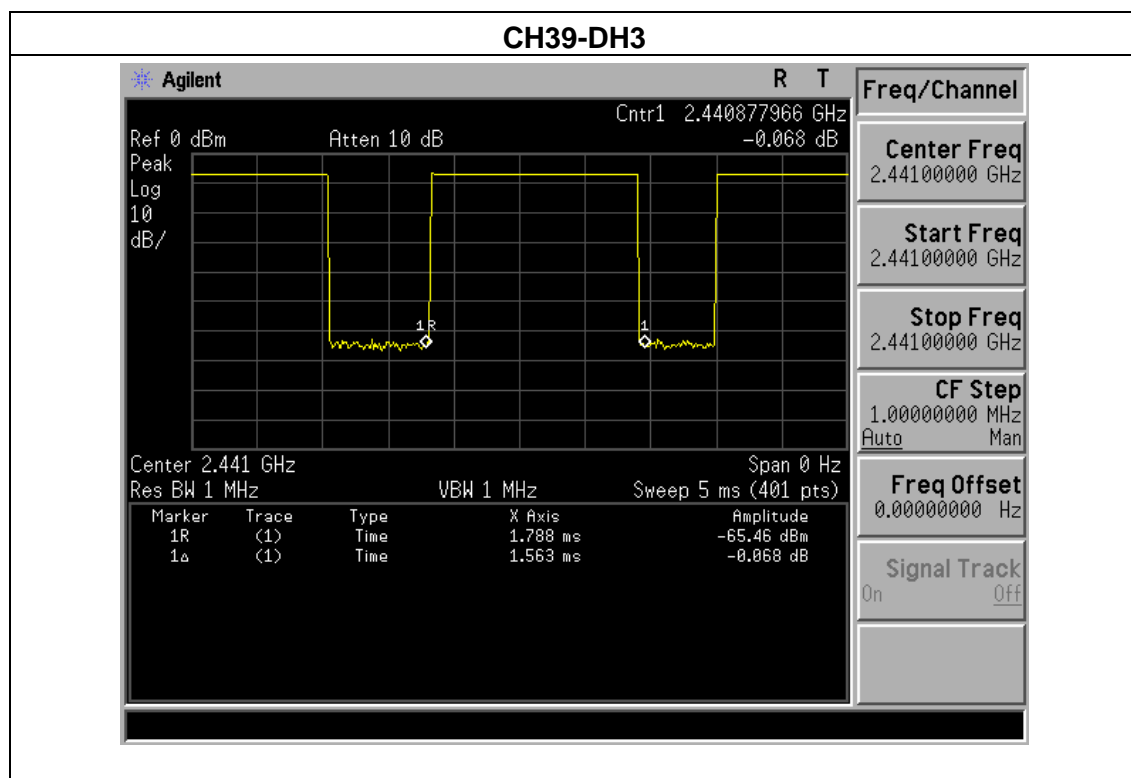 CH39-DH3
Agilent R T
Cntr1 2.440877966 GHz
Ref 0 dBm Atten 10 dB -0.068 dB
Peak
Log
10
dB/
1R 1
Center 2.441 GHz Span 0 Hz
Res BW 1 MHz VBW 1 MHz Sweep 5 ms (401 pts)
Marker Trace Type X Axis Amplitude
1R (1) Time 1.788 ms -65.46 dBm
1Δ (1) Time 1.563 ms -0.068 dB
Freq/Channel
Center Freq
2.44100000 GHz
Start Freq
2.44100000 GHz
Stop Freq
2.44100000 GHz
CF Step
1.00000000 MHz
Auto Man
Freq Offset
0.00000000 Hz
Signal Track
On Off